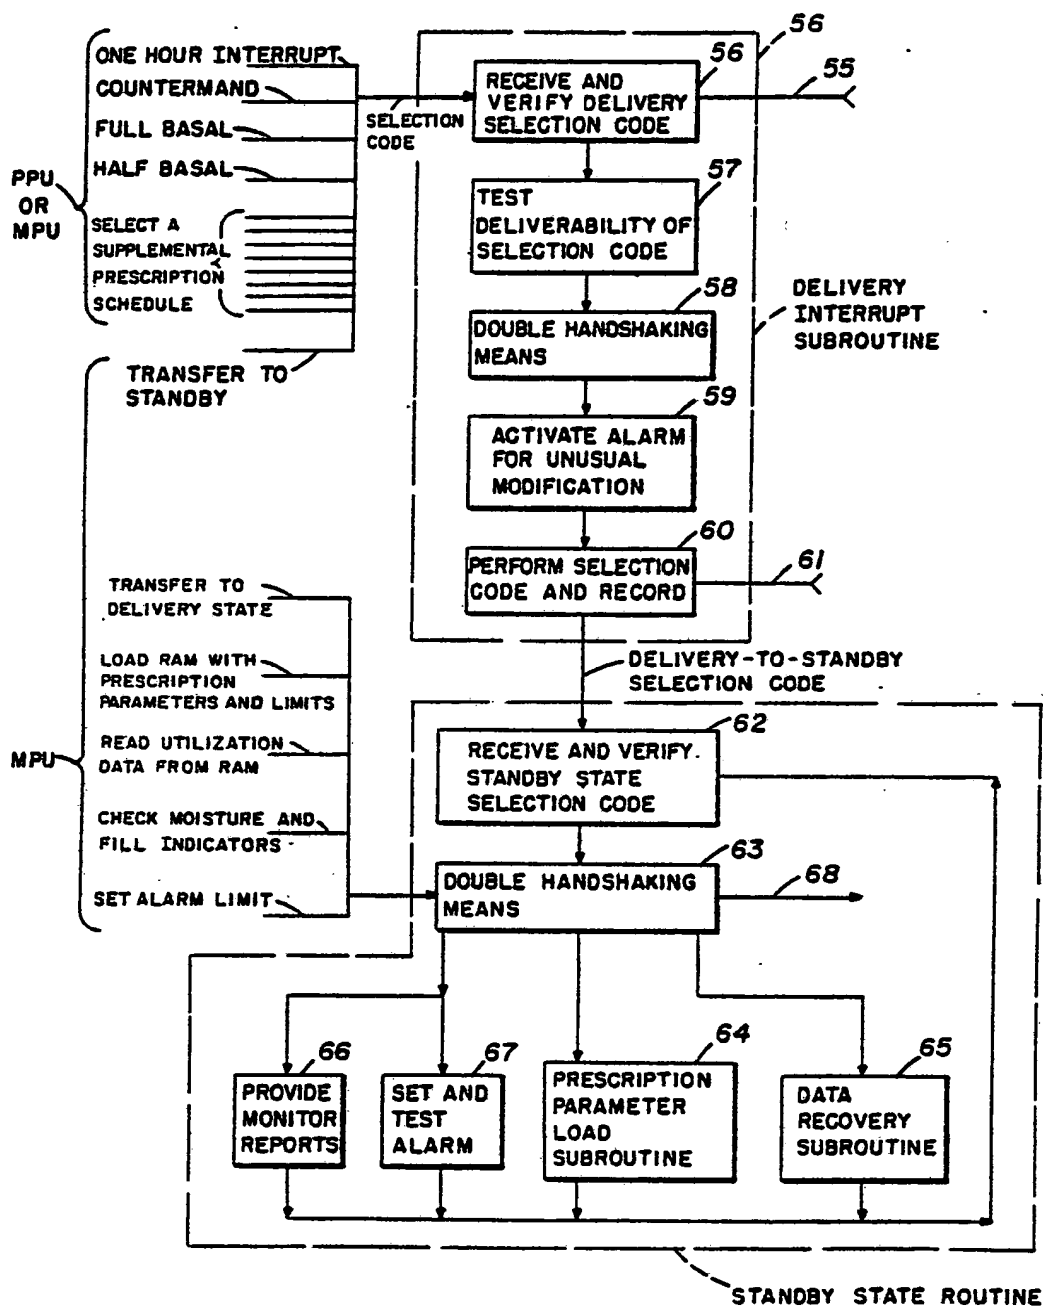 ONE HOUR INTERRUPT
COUNTERMAND
FULL BASAL
HALF BASAL
PPU
OR
MPU
SELECT A
SUPPLEMENTAL
PRESCRIPTION
SCHEDULE
TRANSFER TO
STANDBY
SELECTION
CODE
56
56
55
RECEIVE AND
VERIFY DELIVERY
SELECTION CODE
57
TEST
DELIVERABILITY OF
SELECTION CODE
58
DOUBLE HANDSHAKING
MEANS
DELIVERY
INTERRUPT
SUBROUTINE
59
ACTIVATE ALARM
FOR UNUSUAL
MODIFICATION
60
PERFORM SELECTION
CODE AND RECORD
61
DELIVERY-TO-STANDBY
SELECTION CODE
MPU
TRANSFER TO
DELIVERY STATE
LOAD RAM WITH
PRESCRIPTION
PARAMETERS AND LIMITS
READ UTILIZATION
DATA FROM RAM
CHECK MOISTURE AND
FILL INDICATORS
SET ALARM LIMIT
62
RECEIVE AND VERIFY
STANDBY STATE
SELECTION CODE
63
DOUBLE HANDSHAKING
MEANS
68
66
PROVIDE
MONITOR
REPORTS
67
SET AND
TEST
ALARM
64
PRESCRIPTION
PARAMETER
LOAD
SUBROUTINE
65
DATA
RECOVERY
SUBROUTINE
STANDBY STATE ROUTINE